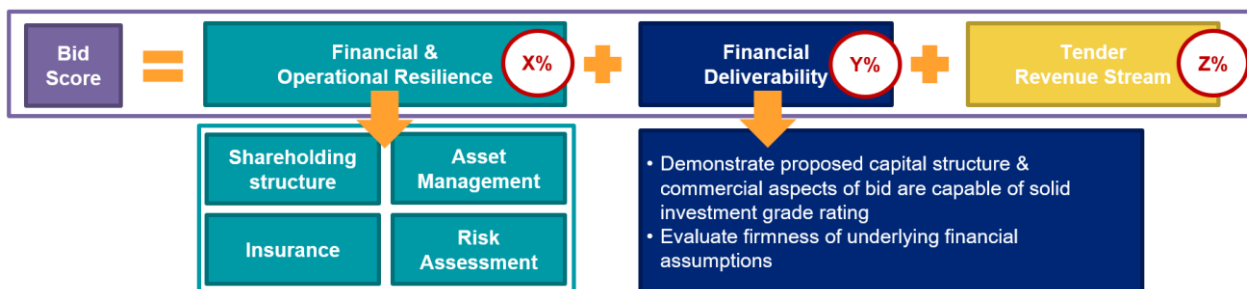 Bid
Score
=
Financial &
Operational Resilience
X%
+
Financial
Deliverability
Y%
+
Tender
Revenue Stream
Z%
Shareholding
structure
Asset
Management
Insurance
Risk
Assessment
• Demonstrate proposed capital structure &
commercial aspects of bid are capable of solid
investment grade rating
• Evaluate firmness of underlying financial
assumptions